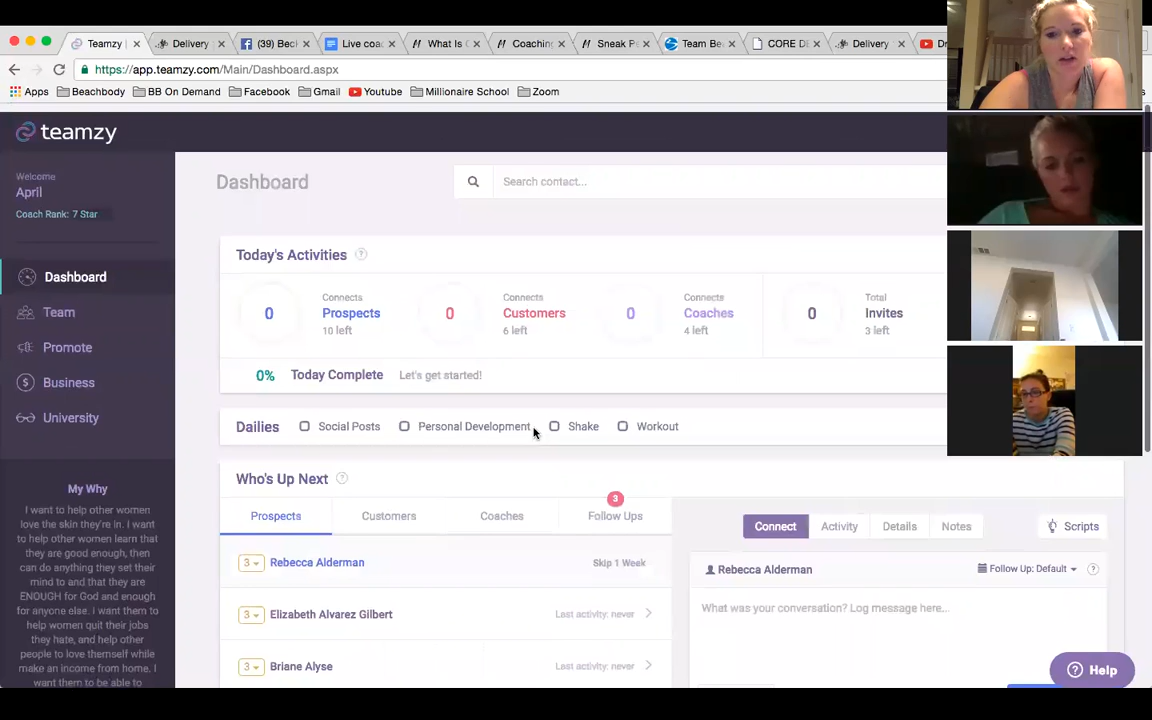 Teamzy
Delivery
(39) Beci
Live coa
What Is C
Coaching
Sneak P
Team Be
CORE D
Delivery
https://app.teamzy.com/Main/Dashboard.aspx
Apps Beachbody BB On Demand Facebook Gmail Youtube Millionaire School Zoom
teamzy
Welcome
April
Coach Rank: 7 Star
Dashboard
Team
Promote
Business
University
My Why
I want to help other women
love the skin they're in. I want
to help other women learn that
they are good enough, then
can do anything they set their
mind to and that they are
ENOUGH for God and enough
for anyone else. I want them to
help women quit their jobs
they hate, and help other
people to love themself while
make an income from home. I
want them to be able to
Dashboard
Search contact...
Today's Activities ?
0 Connects Prospects 10 left
0 Connects Customers 6 left
0 Connects Coaches 4 left
0 Total Invites 3 left
0% Today Complete Let's get started!
Dailies Social Posts Personal Development Shake Workout
Who's Up Next ?
Prospects Customers Coaches Follow Ups 3
3 Rebecca Alderman Skip 1 Week
3 Elizabeth Alvarez Gilbert Last activity: never
3 Briane Alyse Last activity: never
Connect Activity Details Notes Scripts
Rebecca Alderman Follow Up: Default ?
What was your conversation? Log message here...
? Help